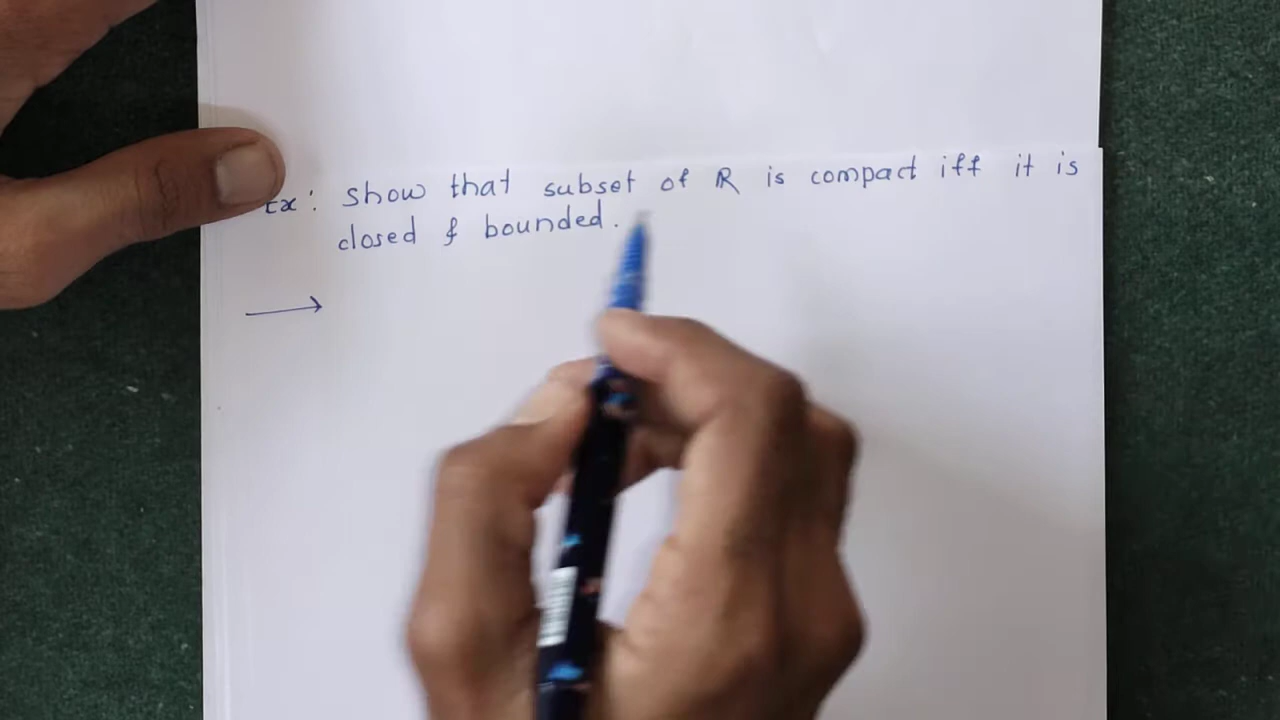 Ex: Show that subset of ℝ is compact iff it is
closed & bounded.